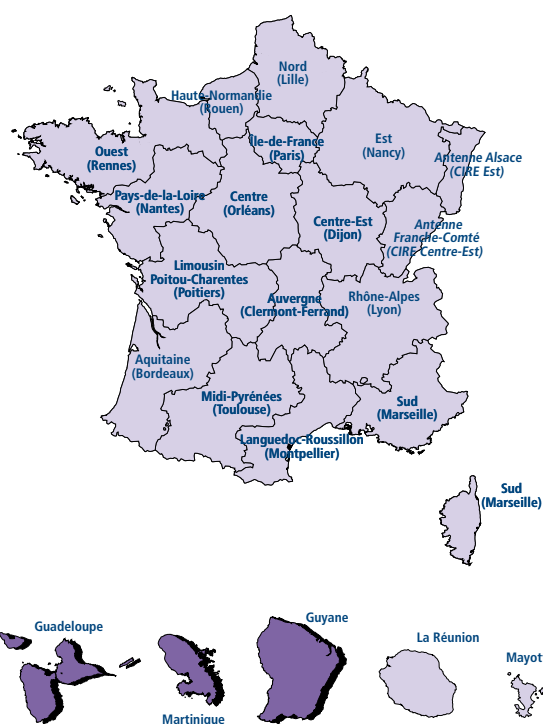 Nord
(Lille)
Haute-Normandie
(Rouen)
Île-de-France
(Paris)
Est
(Nancy)
Antenne Alsace
(CIRE Est)
Ouest
(Rennes)
Pays-de-la-Loire
(Nantes)
Centre
(Orléans)
Centre-Est
(Dijon)
Antenne
Franche-Comté
(CIRE Centre-Est)
Limousin
Poitou-Charentes
(Poitiers)
Auvergne
(Clermont-Ferrand)
Rhône-Alpes
(Lyon)
Aquitaine
(Bordeaux)
Midi-Pyrénées
(Toulouse)
Sud
(Marseille)
Languedoc-Roussillon
(Montpellier)
Sud
(Marseille)
Guadeloupe
Martinique
Guyane
La Réunion
Mayot